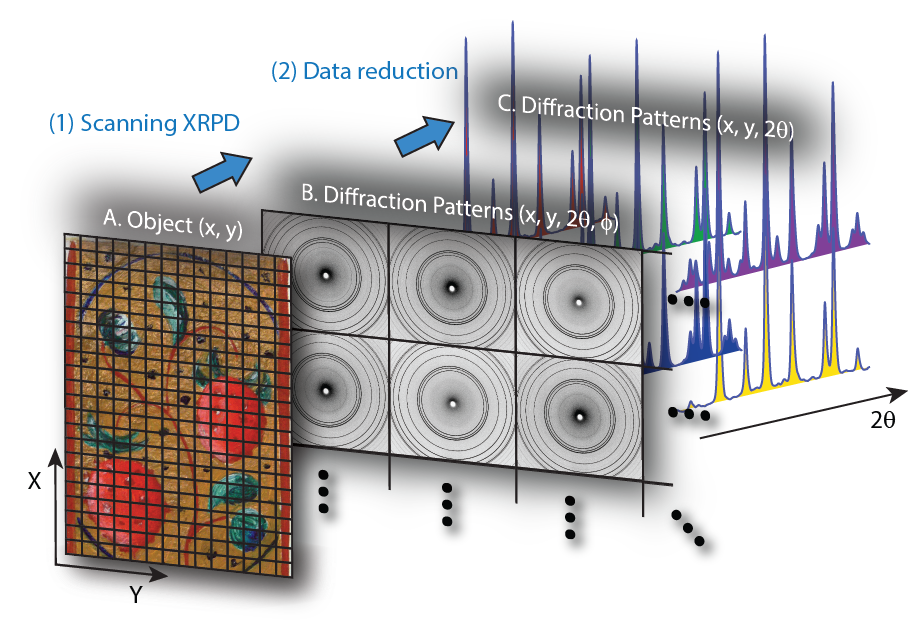 (2) Data reduction
C. Diffraction Patterns (x, y, 2θ)
(1) Scanning XRPD
B. Diffraction Patterns (x, y, 2θ, ϕ)
A. Object (x, y)
2θ
X
Y